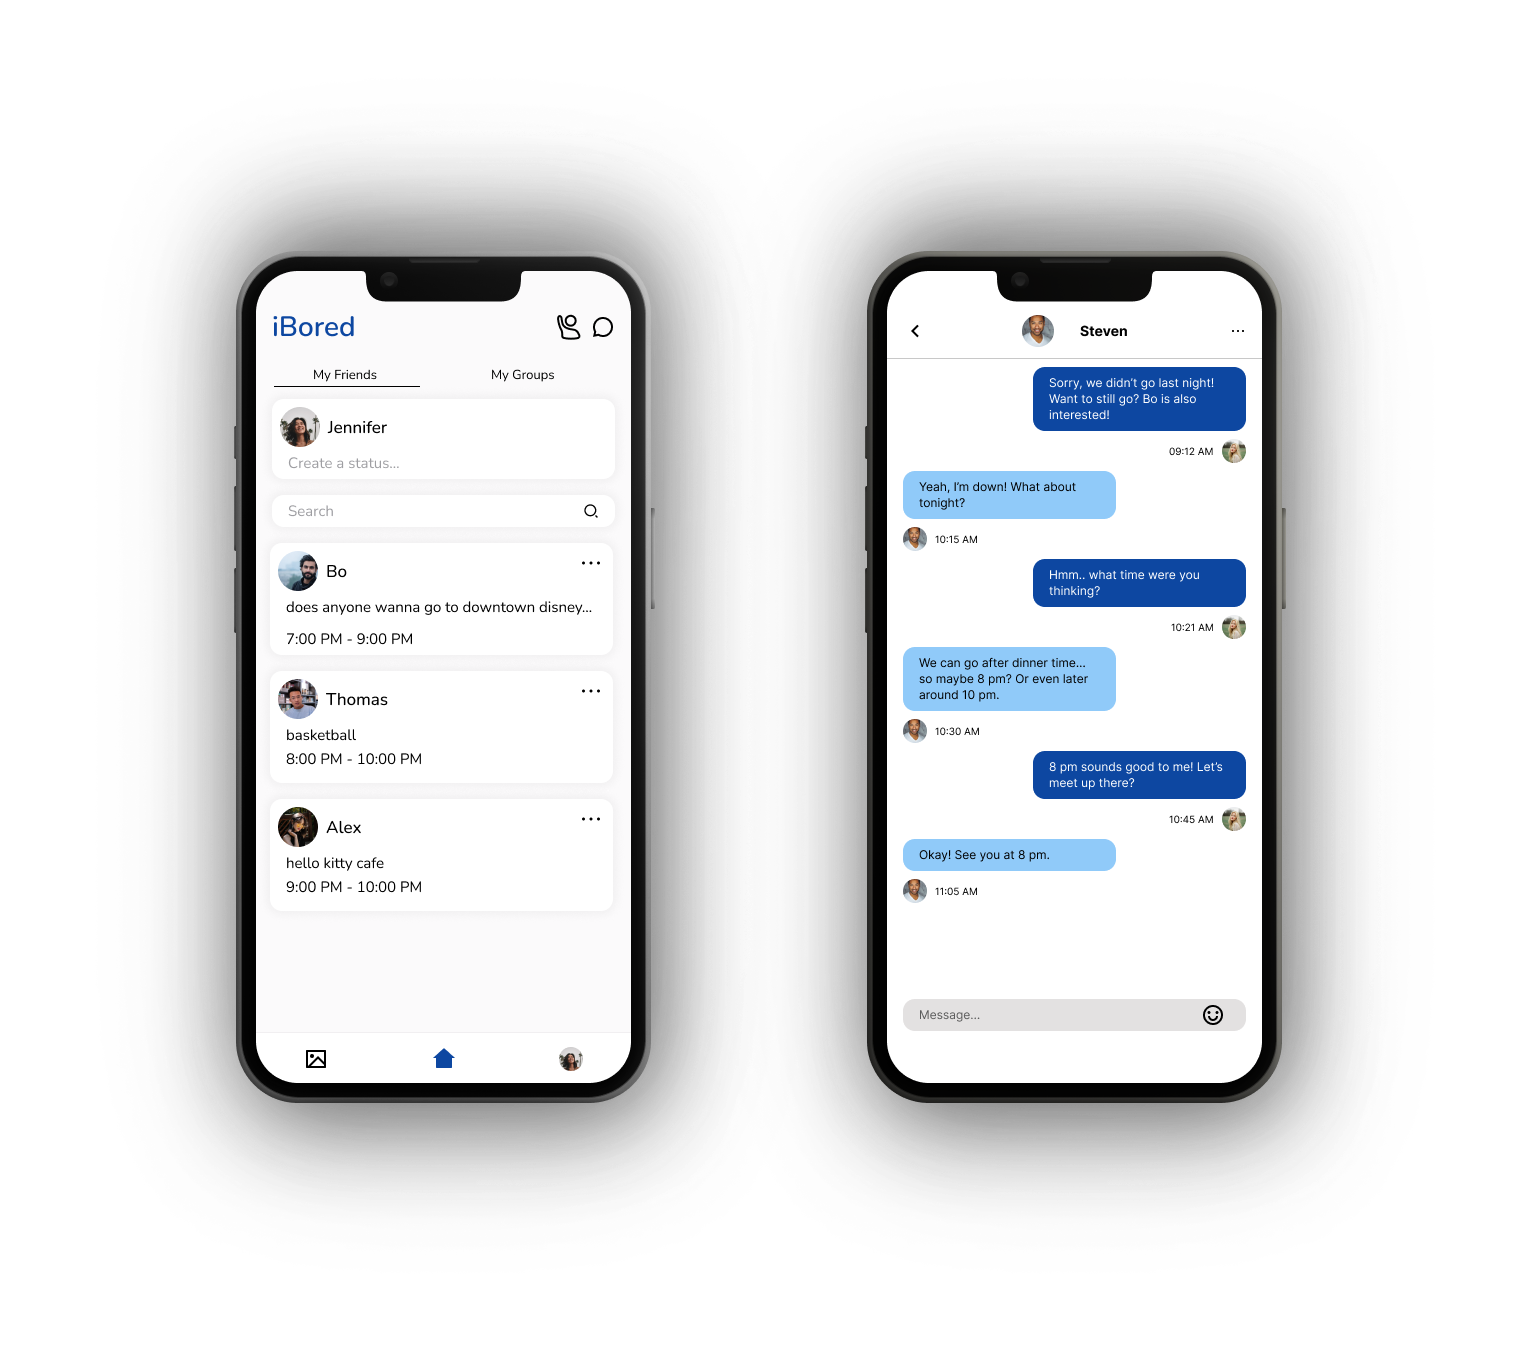 iBored
My Friends
My Groups
Jennifer
Create a status...
Search
Bo
does anyone wanna go to downtown disney...
7:00 PM - 9:00 PM
Thomas
basketball
8:00 PM - 10:00 PM
Alex
hello kitty cafe
9:00 PM - 10:00 PM
Steven
Sorry, we didn't go last night!
Want to still go? Bo is also
interested!
09:12 AM
Yeah, I'm down! What about
tonight?
10:15 AM
Hmm.. what time were you
thinking?
10:21 AM
We can go after dinner time...
so maybe 8 pm? Or even later
around 10 pm.
10:30 AM
8 pm sounds good to me! Let's
meet up there?
10:45 AM
Okay! See you at 8 pm.
11:05 AM
Message...